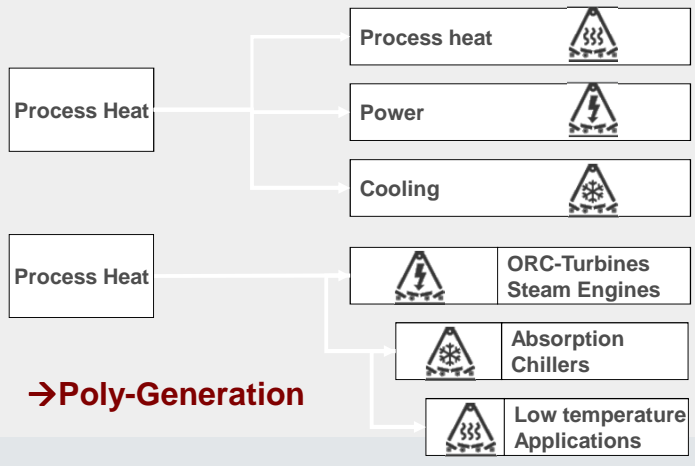 Process Heat
Process heat
Power
Cooling
Process Heat
ORC-Turbines
Steam Engines
Absorption
Chillers
Low temperature
Applications
→Poly-Generation